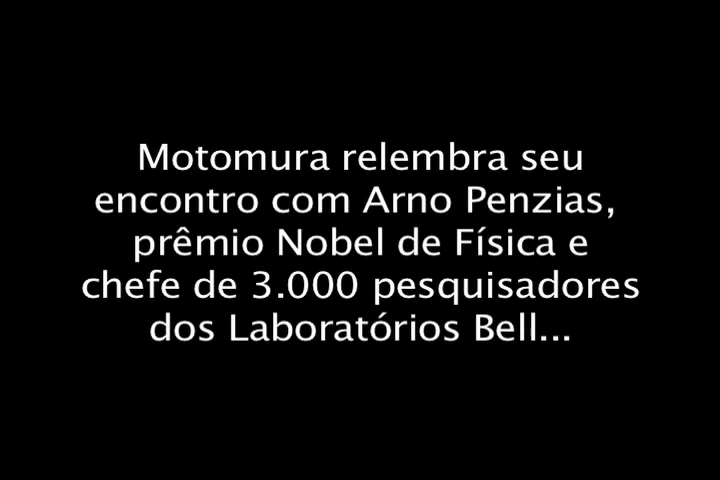 Motomura relembra seu
encontro com Arno Penzias,
prêmio Nobel de Física e
chefe de 3.000 pesquisadores
dos Laboratórios Bell...